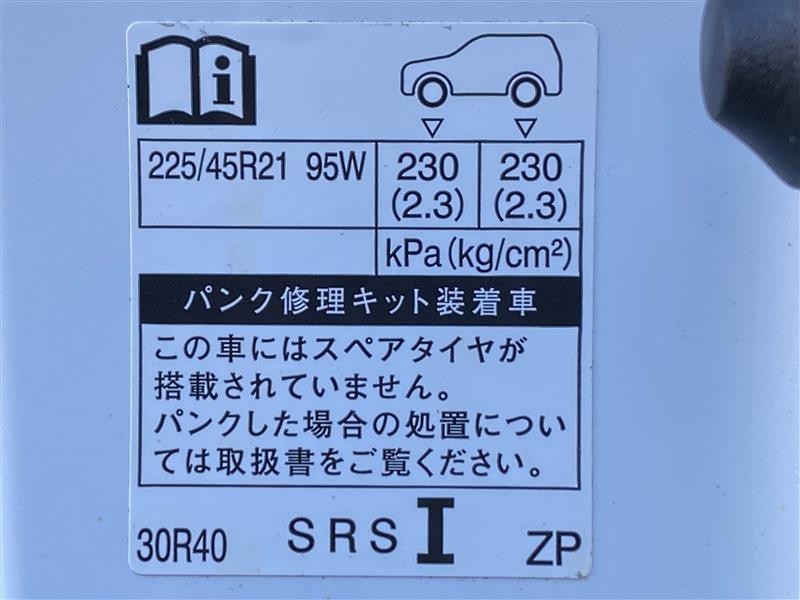 225/45R21 95W 230 230
(2.3) (2.3)
kPa(kg/cm²)
パンク修理キット装着車
この車にはスペアタイヤが
搭載されていません。
パンクした場合の処置につい
ては取扱書をご覧ください。
30R40 SRS I ZP